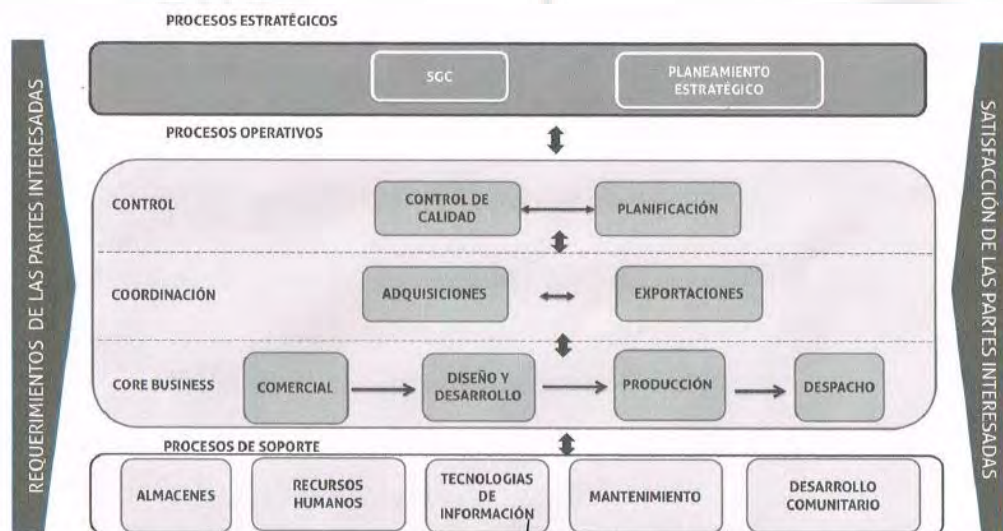 PROCESOS ESTRATÉGICOS
SGC
PLANEAMIENTO
ESTRATÉGICO
PROCESOS OPERATIVOS
CONTROL
CONTROL DE
CALIDAD
PLANIFICACIÓN
COORDINACIÓN
ADQUISICIONES
EXPORTACIONES
CORE BUSINESS
COMERCIAL
DISEÑO Y
DESARROLLO
PRODUCCIÓN
DESPACHO
PROCESOS DE SOPORTE
ALMACENES
RECURSOS
HUMANOS
TECNOLOGIAS
DE
INFORMACIÓN
MANTENIMIENTO
DESARROLLO
COMUNITARIO
REQUERIMIENTOS DE LAS PARTES INTERESADAS
SATISFACCIÓN DE LAS PARTES INTERESADAS